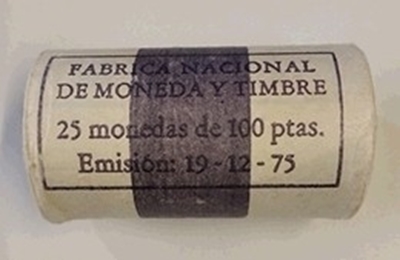 FABRICA NACIONAL
DE MONEDA Y TIMBRE
25 monedas de 100 ptas.
Emisión: 19-12-75